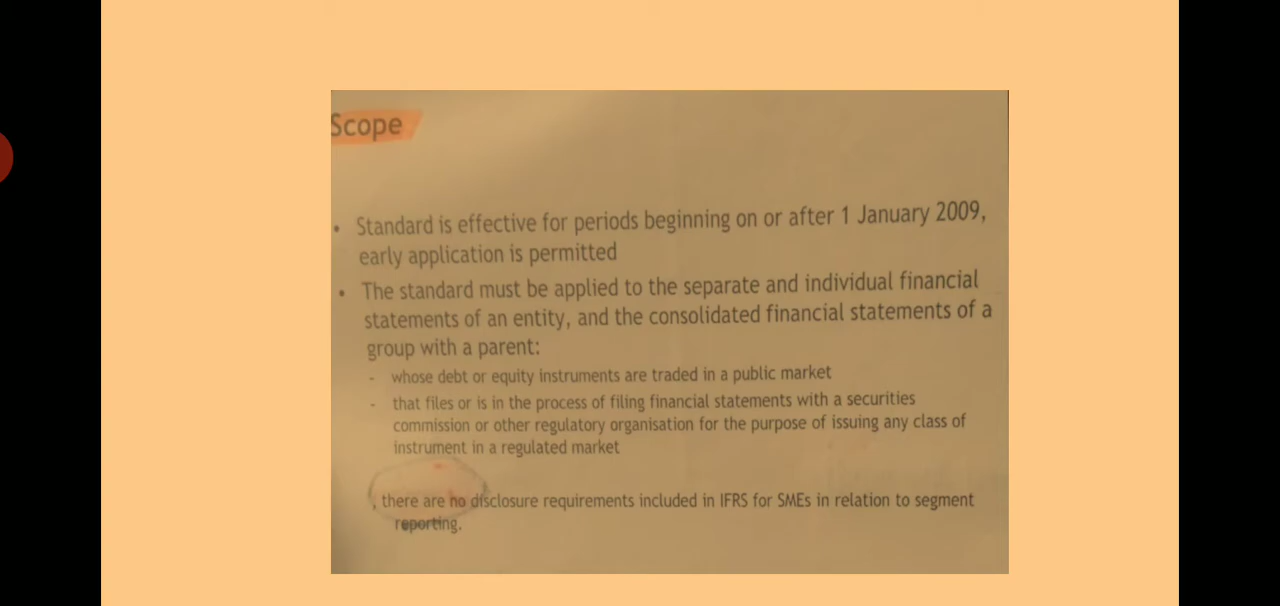 Scope
• Standard is effective for periods beginning on or after 1 January 2009,
early application is permitted
• The standard must be applied to the separate and individual financial
statements of an entity, and the consolidated financial statements of a
group with a parent:
- whose debt or equity instruments are traded in a public market
- that files or is in the process of filing financial statements with a securities
commission or other regulatory organisation for the purpose of issuing any class of
instrument in a regulated market
, there are no disclosure requirements included in IFRS for SMEs in relation to segment
reporting.